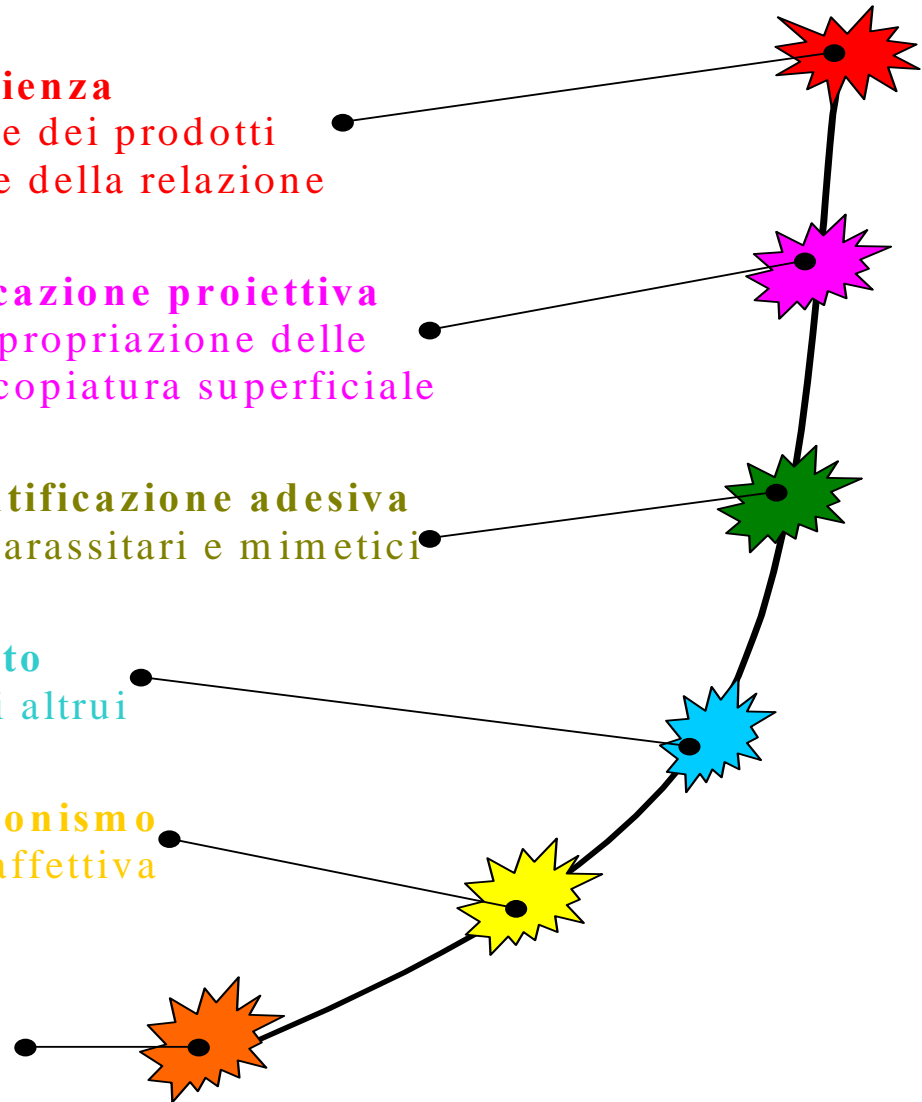 ienza
e dei prodotti
e della relazione
cazione proiettiva
propriazione delle
copiatura superficiale
tificazione adesiva
arassitari e mimetici
to
i altrui
onismo
affettiva